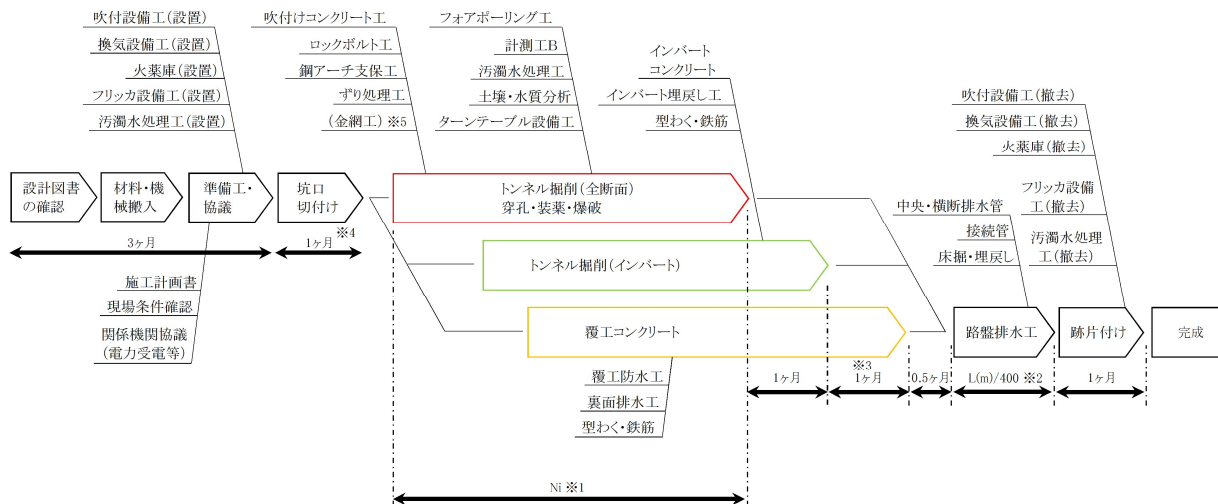 吹付設備工(設置)
換気設備工(設置)
火薬庫(設置)
フリッカ設備工(設置)
汚濁水処理工(設置)
吹付けコンクリート工
ロックボルト工
鋼アーチ支保工
ずり処理工
(金網工) ※5
フォアポーリング工
計測工B
汚濁水処理工
土壌・水質分析
ターンテーブル設備工
インバート
コンクリート
インバート埋戻し工
型わく・鉄筋
吹付設備工(撤去)
換気設備工(撤去)
火薬庫(撤去)
フリッカ設備
工(撤去)
汚濁水処理
工(撤去)
中央・横断排水管
接続管
床掘・埋戻し
設計図書
の確認
材料・機
械搬入
準備工・
協議
坑口
切付け
トンネル掘削(全断面)
穿孔・装薬・爆破
トンネル掘削(インバート)
覆工コンクリート
路盤排水工
跡片付け
完成
3ヶ月
1ヶ月
※4
施工計画書
現場条件確認
関係機関協議
(電力受電等)
覆工防水工
裏面排水工
型わく・鉄筋
1ヶ月
※3
1ヶ月
0.5ヶ月
L(m)/400 ※2
1ヶ月
Ni ※1